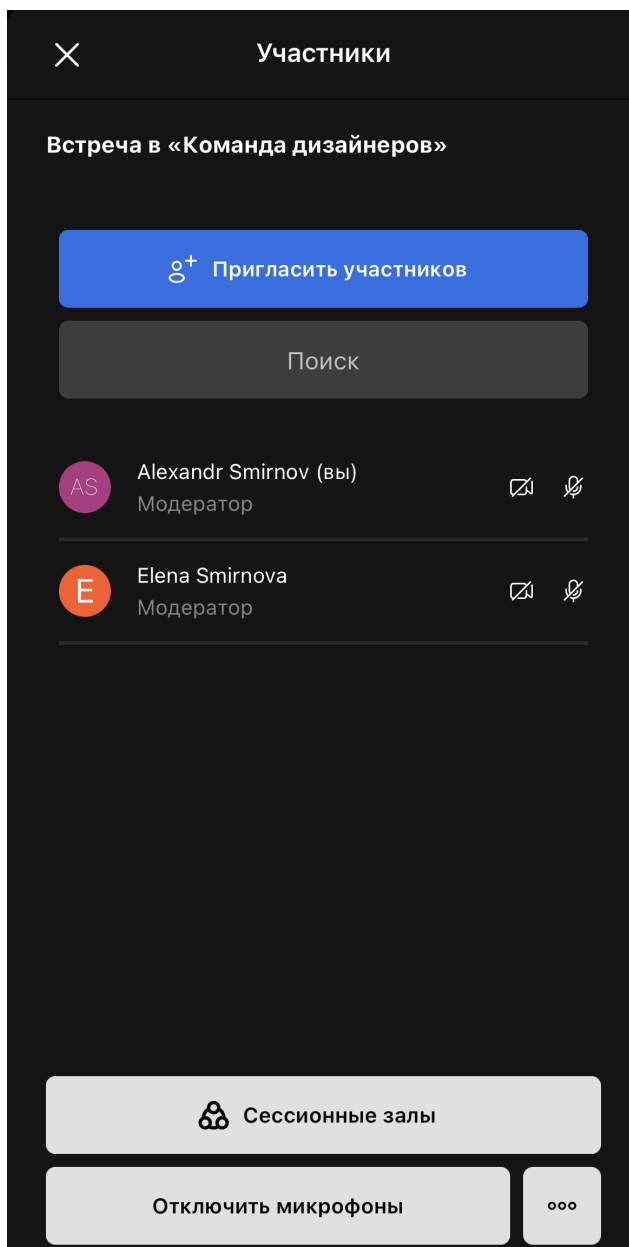 Участники
Встреча в «Команда дизайнеров»
Пригласить участников
Поиск
AS
Alexandr Smirnov (вы)
Модератор
E
Elena Smirnova
Модератор
Сессионные залы
Отключить микрофоны